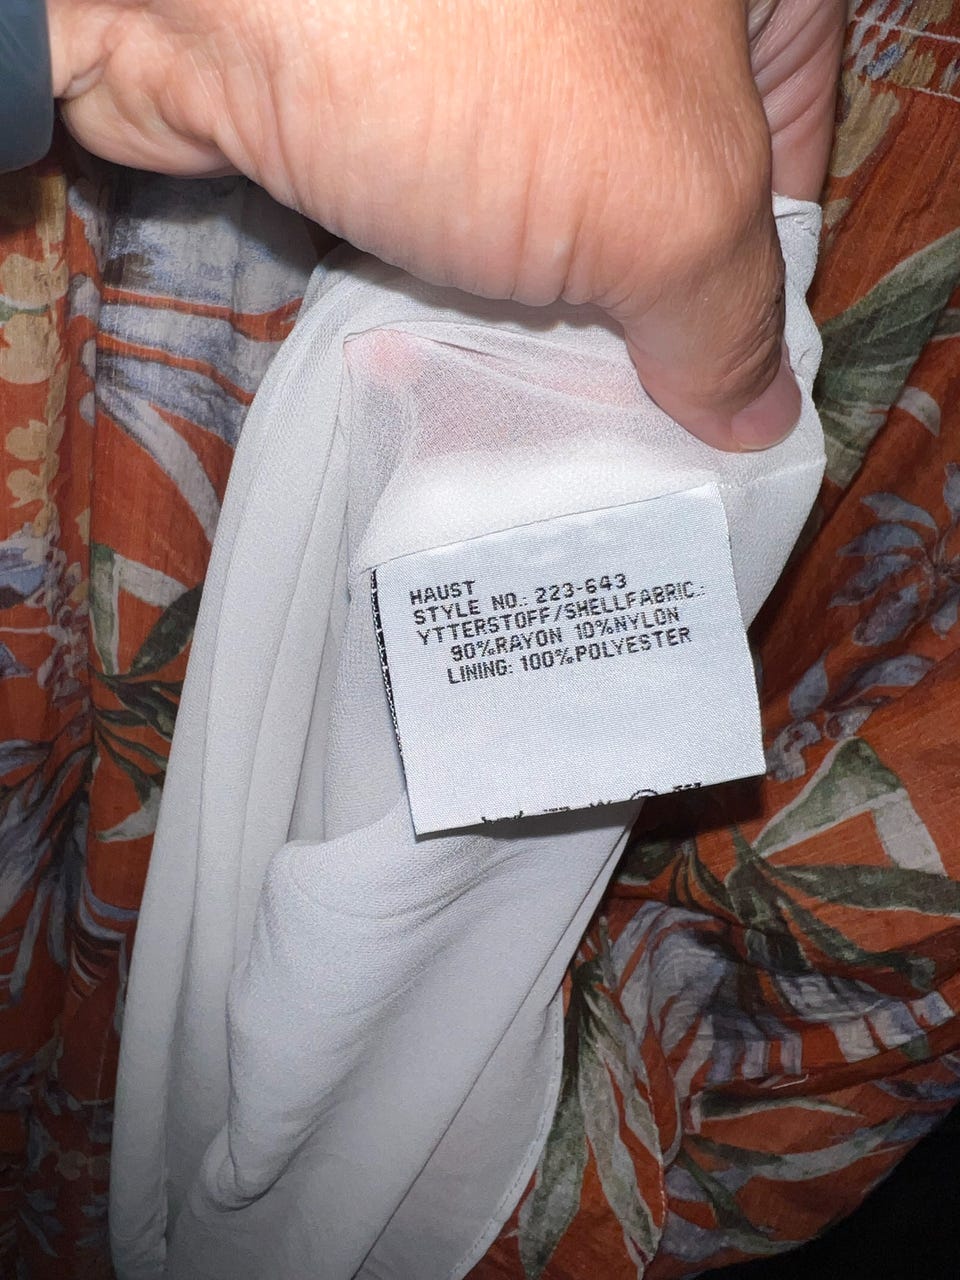 HAUST
STYLE NO.: 223-643
YTTERSTOFF/SHELLFABRIC.:
90%RAYON 10%NYLON
LINING: 100%POLYESTER